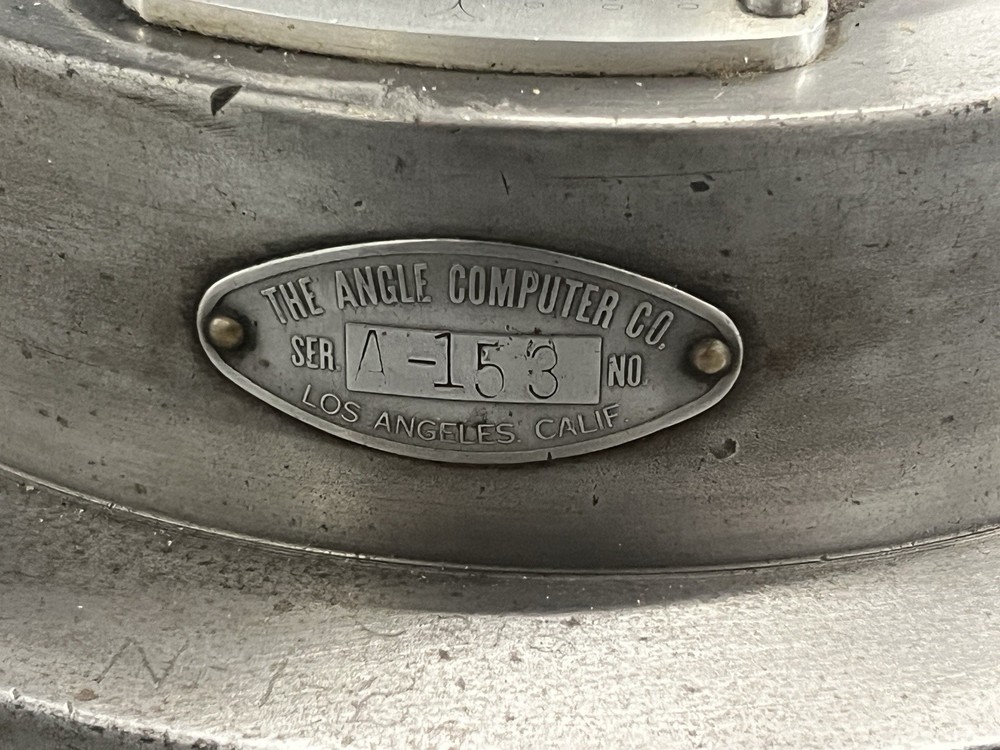 THE ANGLE COMPUTER CO.
SER. A-153 NO.
LOS ANGELES. CALIF.